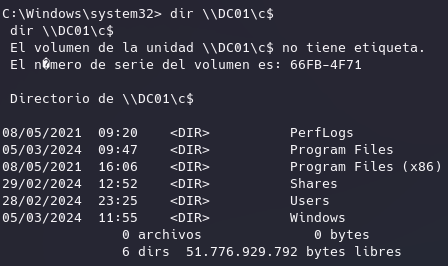 C:\Windows\system32> dir \\DC01\c$
dir \\DC01\c$
El volumen de la unidad \\DC01\c$ no tiene etiqueta.
El n�mero de serie del volumen es: 66FB-4F71
Directorio de \\DC01\c$
08/05/2021 09:20 <DIR> PerfLogs
05/03/2024 09:47 <DIR> Program Files
08/05/2021 16:06 <DIR> Program Files (x86)
29/02/2024 12:52 <DIR> Shares
28/02/2024 23:25 <DIR> Users
05/03/2024 11:55 <DIR> Windows
0 archivos 0 bytes
6 dirs 51.776.929.792 bytes libres